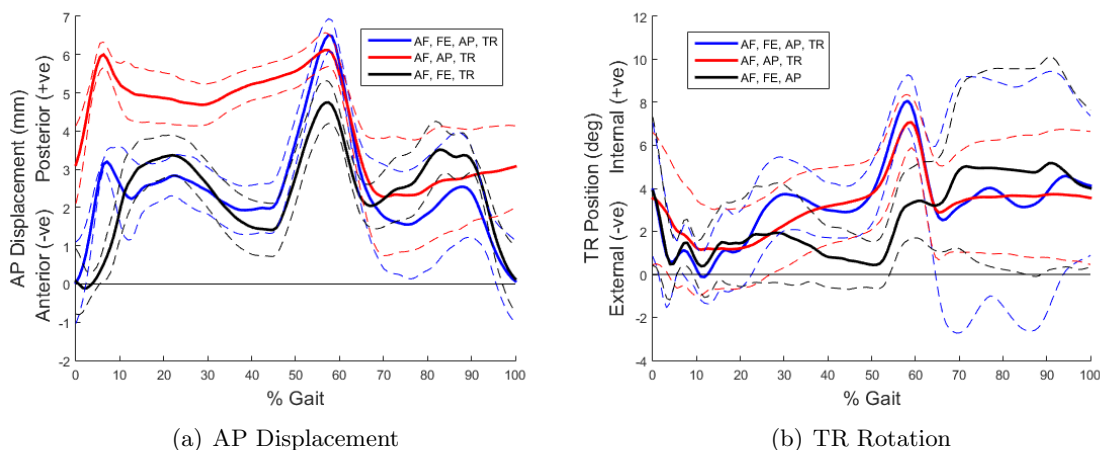 AF, FE, AP, TR
AF, AP, TR
AF, FE, TR
AP Displacement (mm)
Anterior (-ve) Posterior (+ve)
7
6
5
4
3
2
1
0
-1
-2
0 10 20 30 40 50 60 70 80 90 100
% Gait
(a) AP Displacement
AF, FE, AP, TR
AF, AP, TR
AF, FE, AP
TR Position (deg)
External (-ve) Internal (+ve)
12
10
8
6
4
2
0
-2
-4
0 10 20 30 40 50 60 70 80 90 100
% Gait
(b) TR Rotation